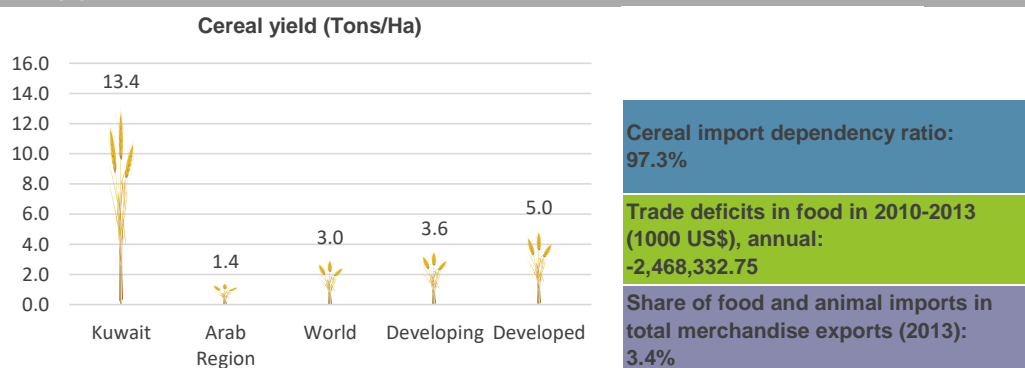 Cereal yield (Tons/Ha)
16.0
14.0
12.0
10.0
8.0
6.0
4.0
2.0
0.0
13.4
1.4
3.0
3.6
5.0
Kuwait
Arab
Region
World
Developing
Developed
Cereal import dependency ratio:
97.3%
Trade deficits in food in 2010-2013
(1000 US$), annual:
-2,468,332.75
Share of food and animal imports in
total merchandise exports (2013):
3.4%